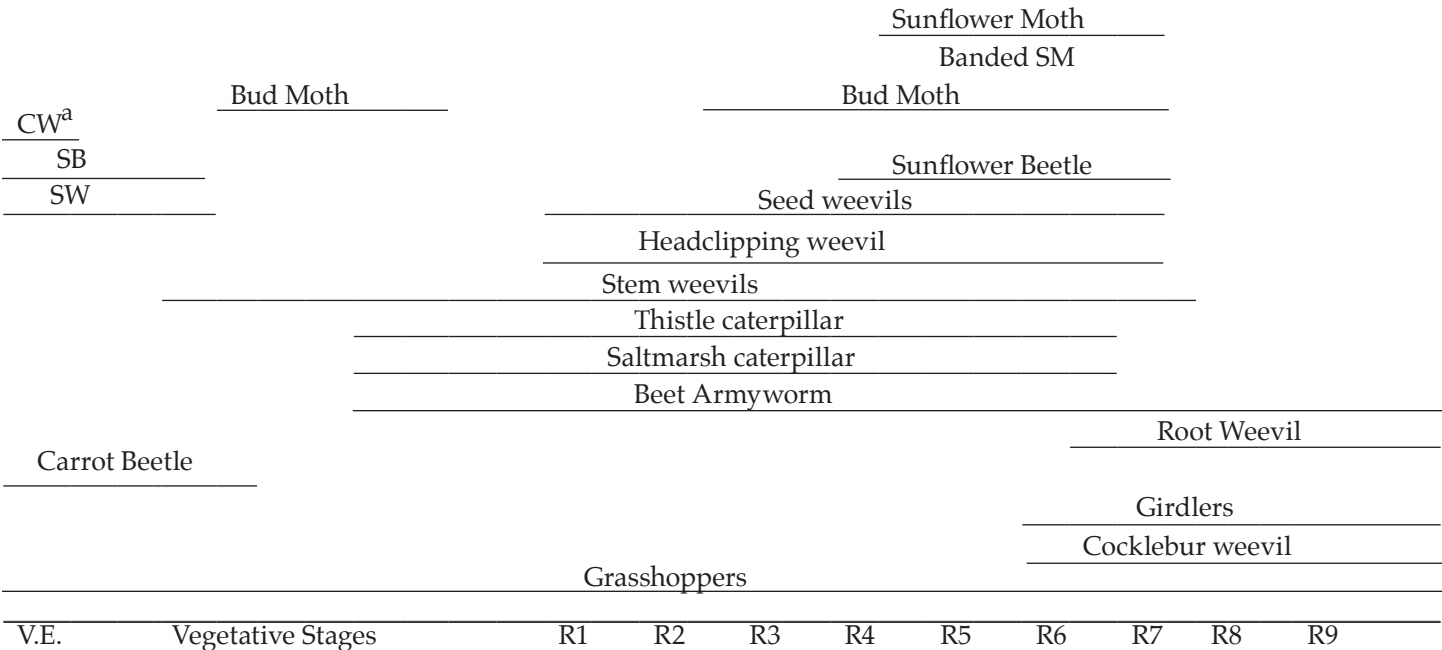 Sunflower Moth
Banded SM
Bud Moth Bud Moth
CWa
SB Sunflower Beetle
SW Seed weevils
Headclipping weevil
Stem weevils
Thistle caterpillar
Saltmarsh caterpillar
Beet Armyworm
Root Weevil
Carrot Beetle
Girdlers
Cocklebur weevil
Grasshoppers
V.E. Vegetative Stages R1 R2 R3 R4 R5 R6 R7 R8 R9